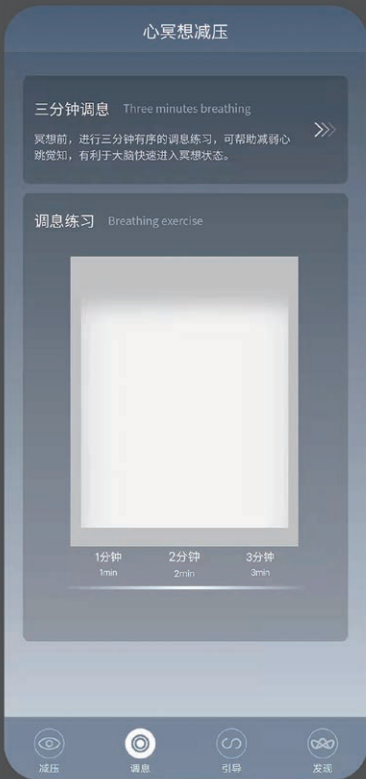 心冥想减压
三分钟调息 Three minutes breathing
冥想前，进行三分钟有序的调息练习，可帮助减弱心
跳觉知，有利于大脑快速进入冥想状态。
调息练习 Breathing exercise
1分钟 2分钟 3分钟
1min 2min 3min
减压 调息 引导 发现